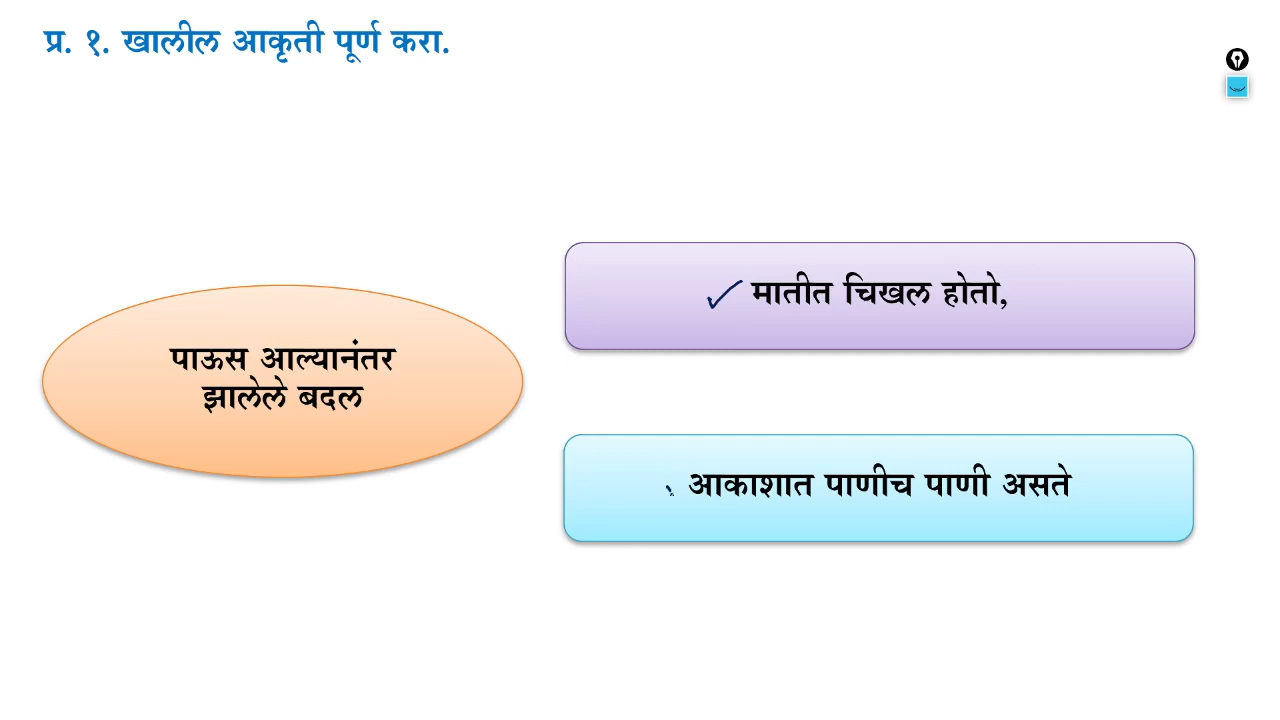 प्र. १. खालील आकृती पूर्ण करा.
पाऊस आल्यानंतर
झालेले बदल
मातीत चिखल होतो,
आकाशात पाणीच पाणी असते